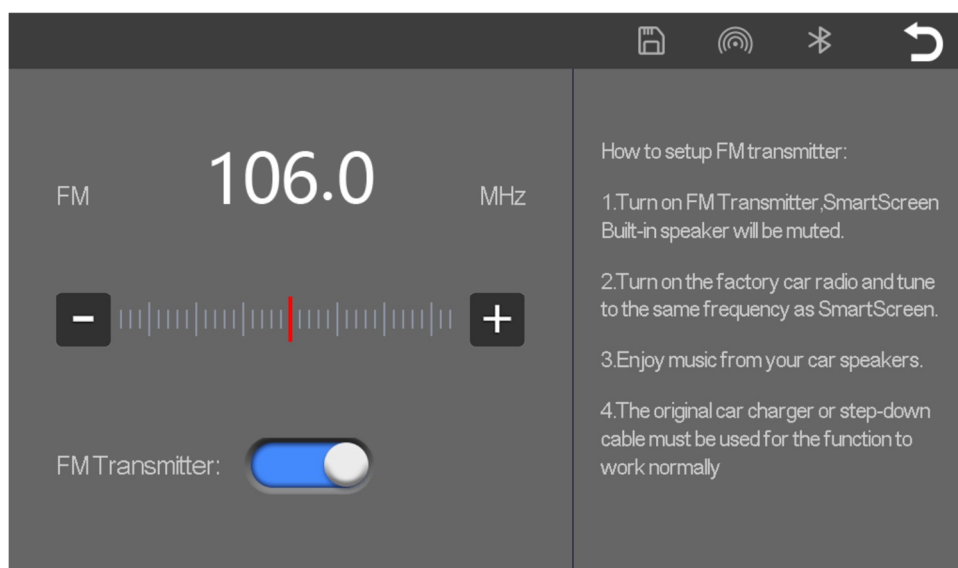 FM 106.0 MHz
- +
FM Transmitter:
How to setup FM transmitter:
1.Turn on FM Transmitter,SmartScreen
Built-in speaker will be muted.
2.Turn on the factory car radio and tune
to the same frequency as SmartScreen.
3.Enjoy music from your car speakers.
4.The original car charger or step-down
cable must be used for the function to
work normally